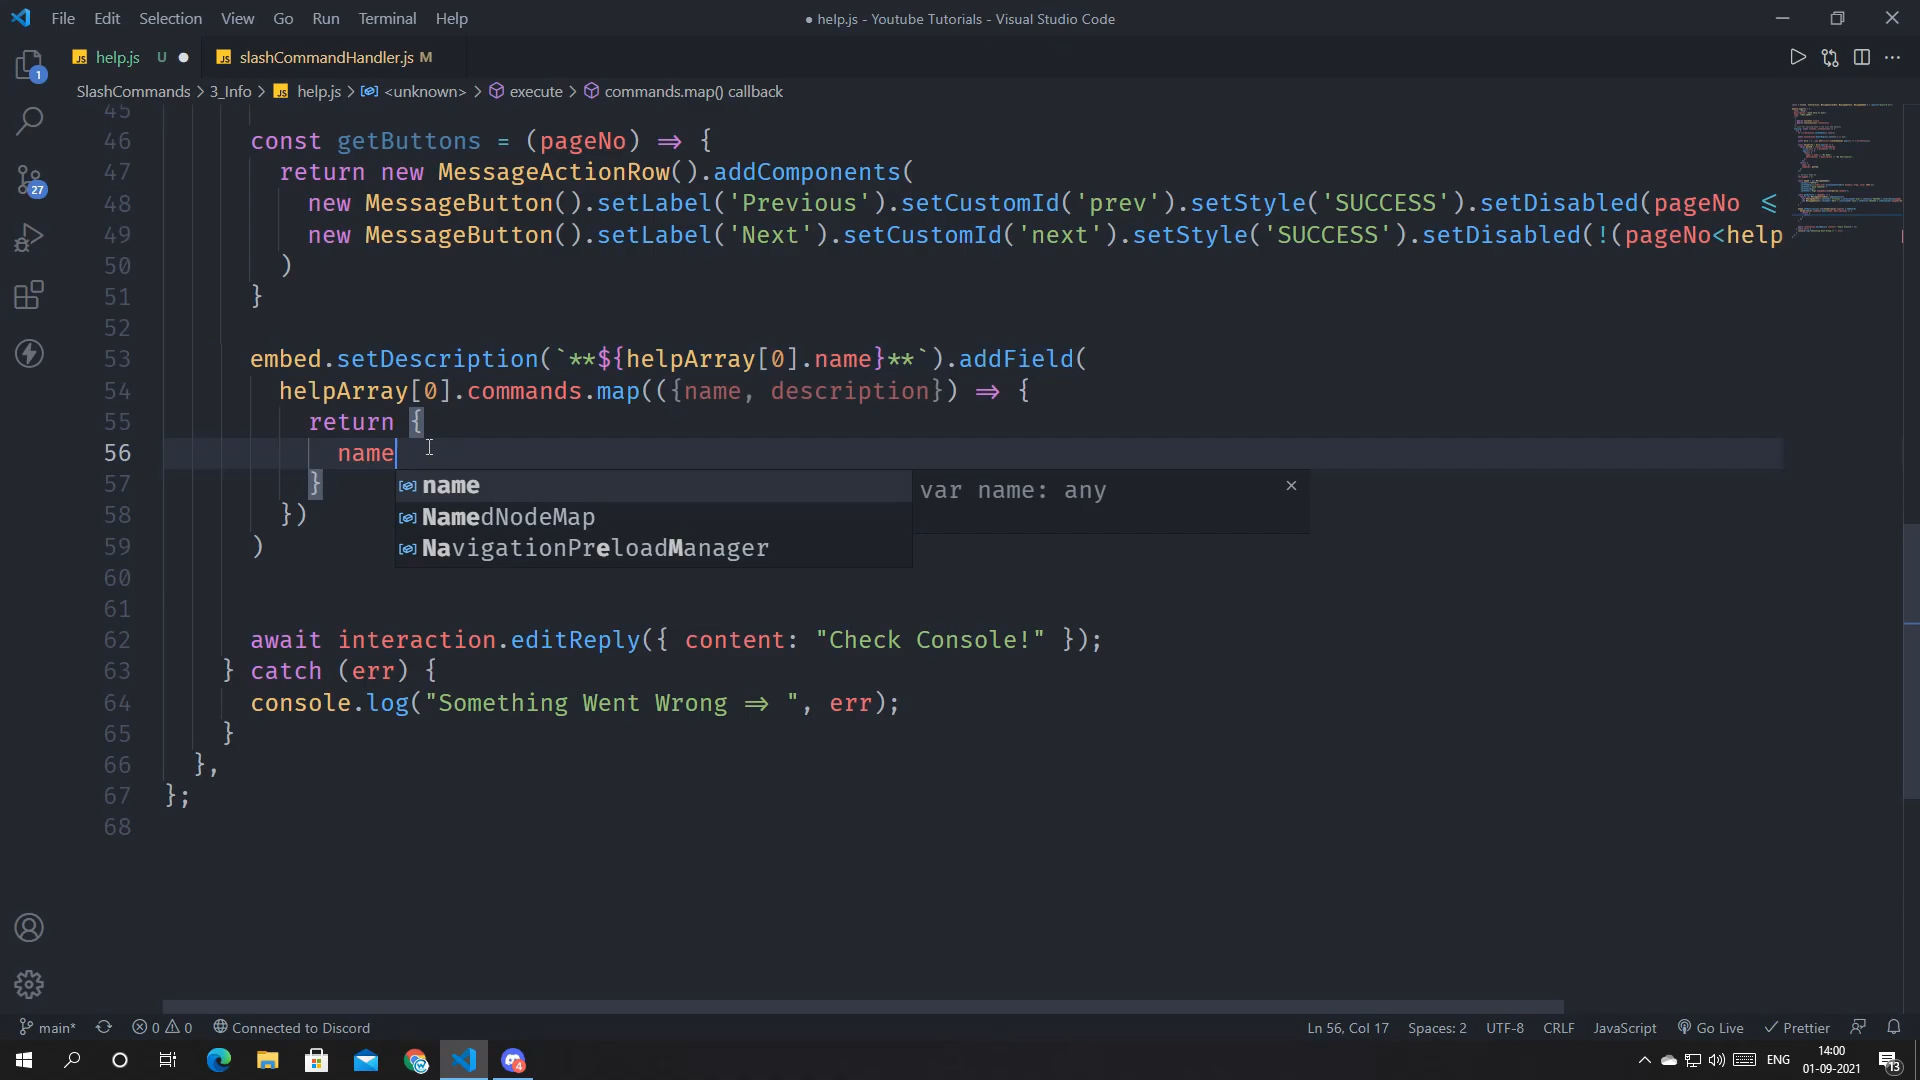 File Edit Selection View Go Run Terminal Help
● help.js - Youtube Tutorials - Visual Studio Code
JS help.js U ●
JS slashCommandHandler.js M
SlashCommands > 3_Info > JS help.js > <unknown> > execute > commands.map() callback
1
27
45
46 const getButtons = (pageNo) => {
47 return new MessageActionRow().addComponents(
48 new MessageButton().setLabel('Previous').setCustomId('prev').setStyle('SUCCESS').setDisabled(pageNo <=
49 new MessageButton().setLabel('Next').setCustomId('next').setStyle('SUCCESS').setDisabled(!(pageNo<help
50 )
51 }
52
53 embed.setDescription(`**${helpArray[0].name}**`).addField(
54 helpArray[0].commands.map(({name, description}) => {
55 return {
56 name
57 }
58 })
59 )
60
61
62 await interaction.editReply({ content: "Check Console!" });
63 } catch (err) {
64 console.log("Something Went Wrong => ", err);
65 }
66 },
67 };
68
name
NamedNodeMap
NavigationPreloadManager
var name: any
main* 0 0 Connected to Discord
Ln 56, Col 17 Spaces: 2 UTF-8 CRLF JavaScript Go Live Prettier
4
ENG
14:00
01-09-2021
13